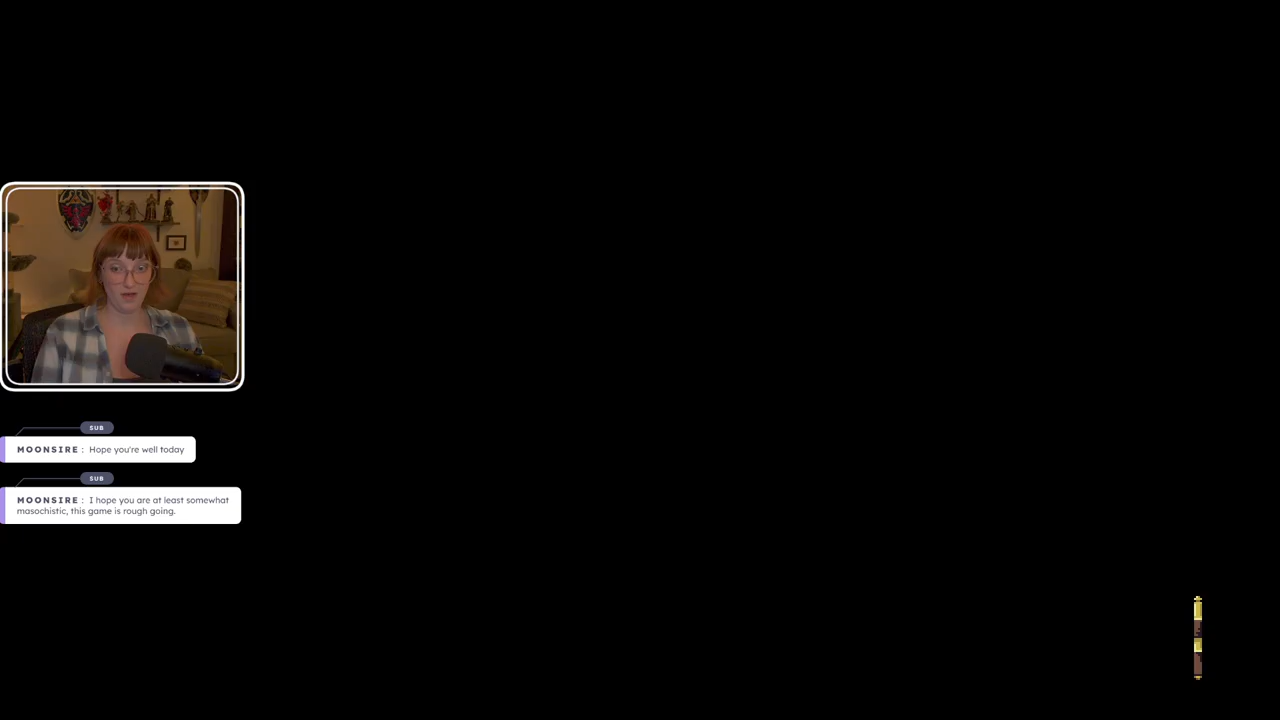 SUB
MOONSIRE : Hope you're well today
SUB
MOONSIRE : I hope you are at least somewhat
masochistic, this game is rough going.